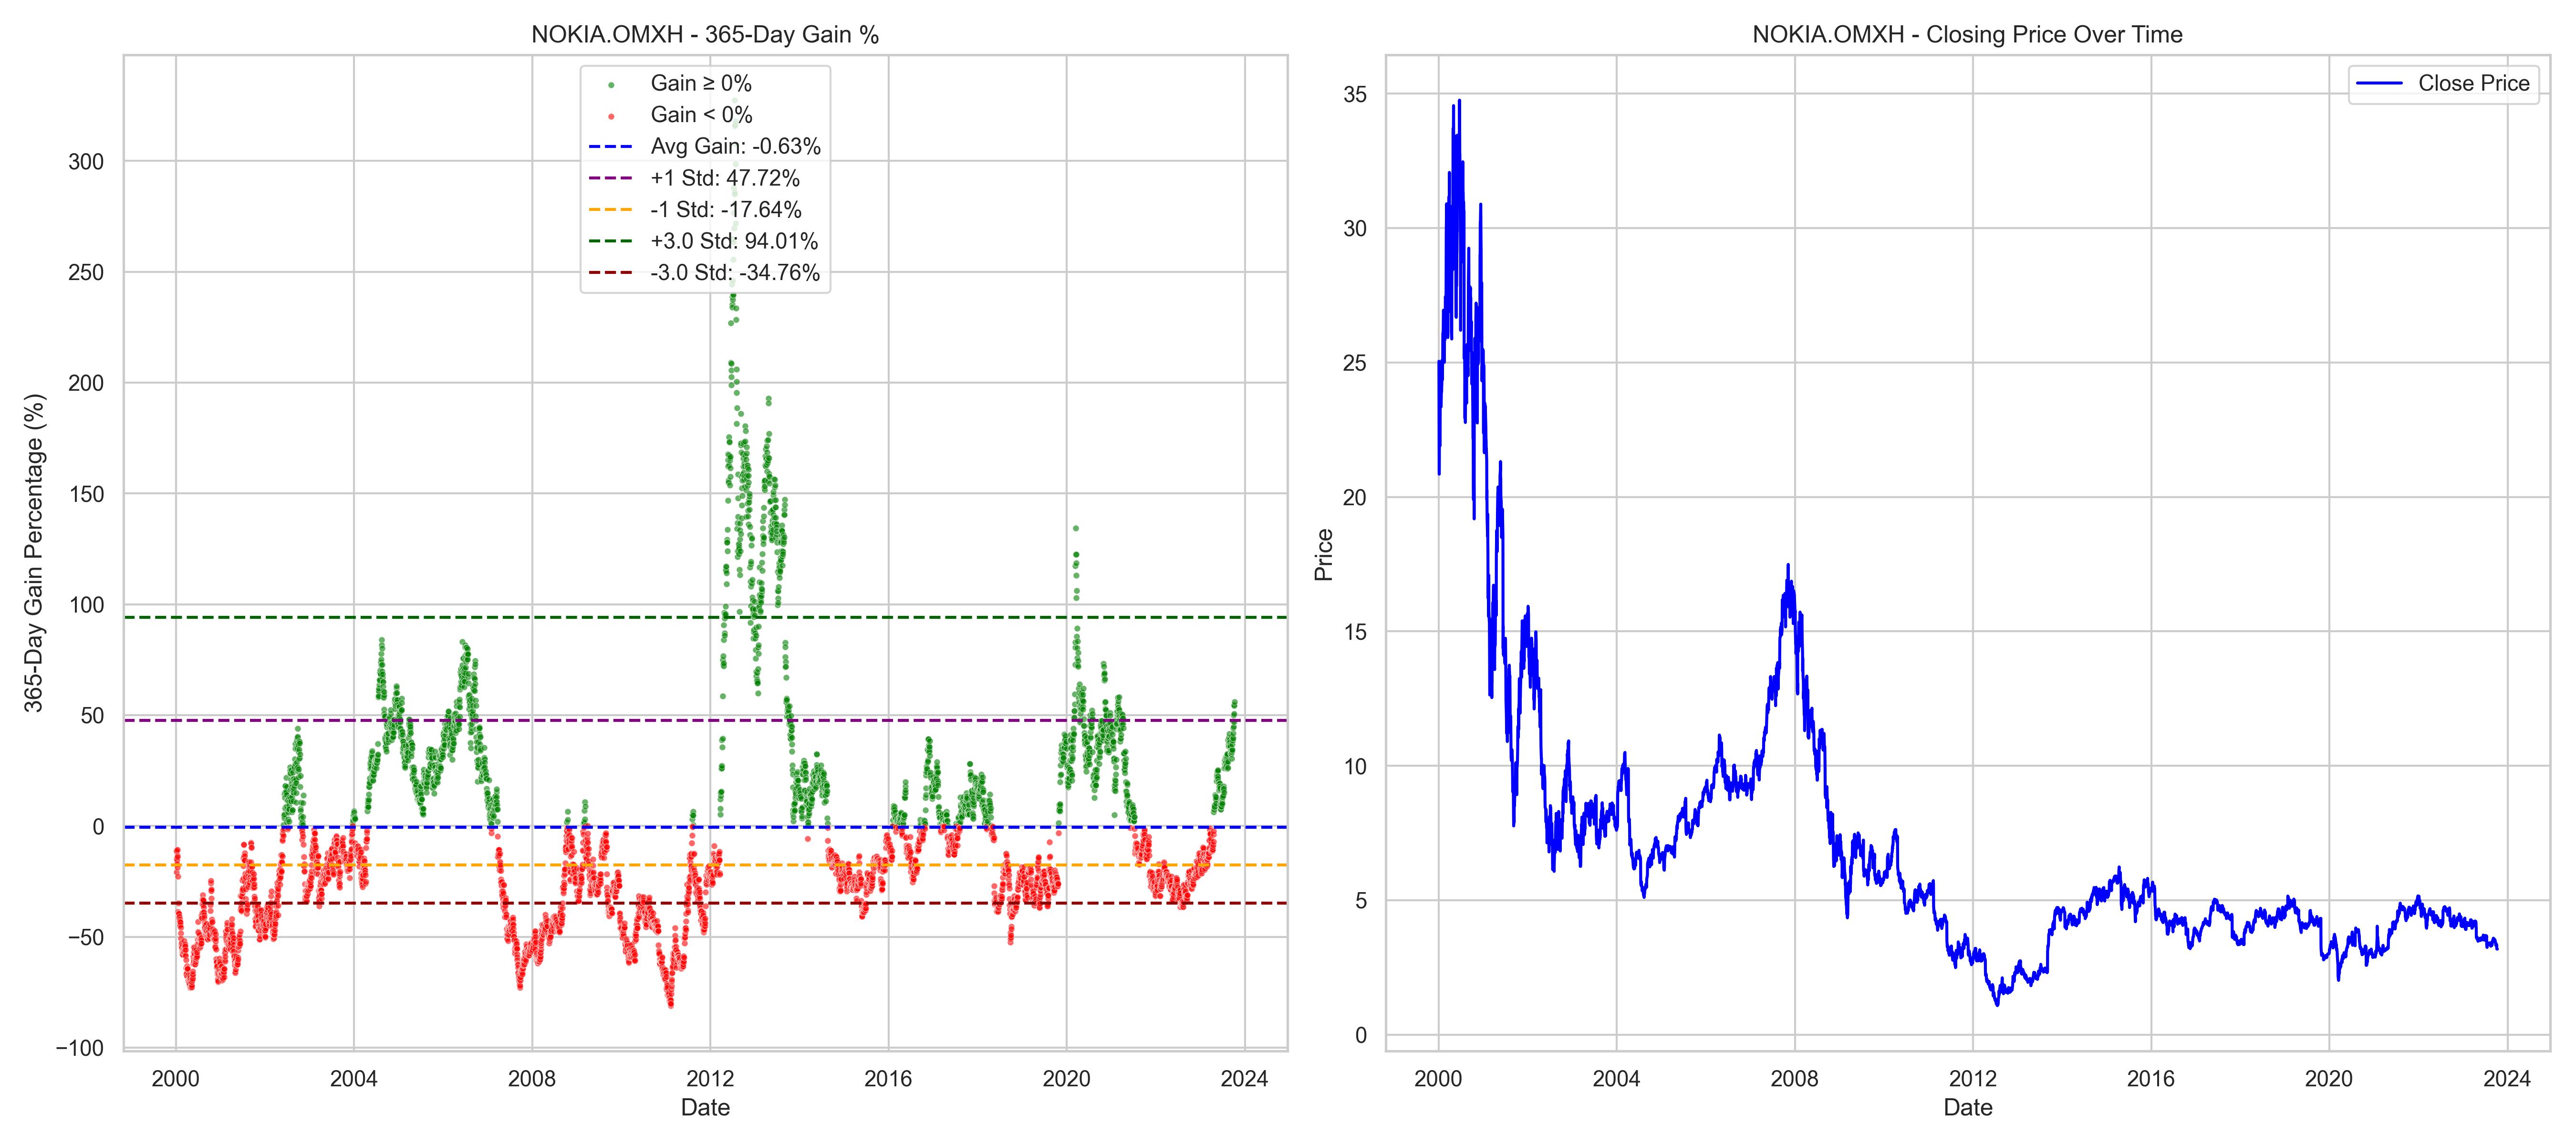 NOKIA.OMXH - 365-Day Gain %
Gain ≥ 0%
Gain < 0%
Avg Gain: -0.63%
+1 Std: 47.72%
-1 Std: -17.64%
+3.0 Std: 94.01%
-3.0 Std: -34.76%
365-Day Gain Percentage (%)
300
250
200
150
100
50
0
−50
−100
2000 2004 2008 2012 2016 2020 2024
Date
NOKIA.OMXH - Closing Price Over Time
Close Price
Price
35
30
25
20
15
10
5
0
2000 2004 2008 2012 2016 2020 2024
Date